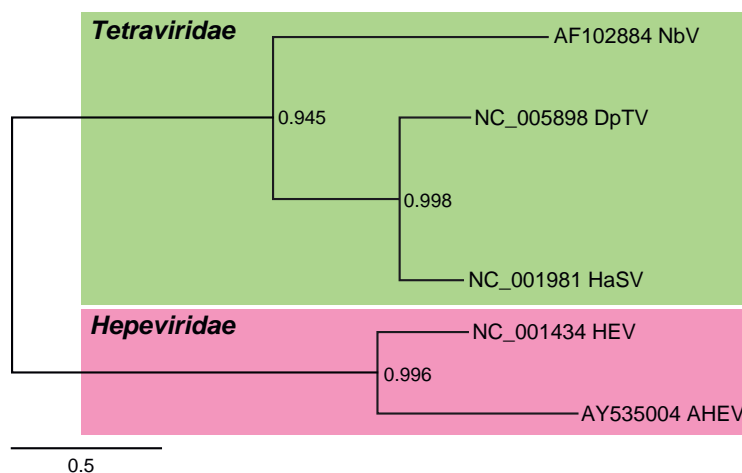 Tetraviridae
AF102884 NbV
0.945
NC_005898 DpTV
0.998
NC_001981 HaSV
Hepeviridae
NC_001434 HEV
0.996
AY535004 AHEV
0.5